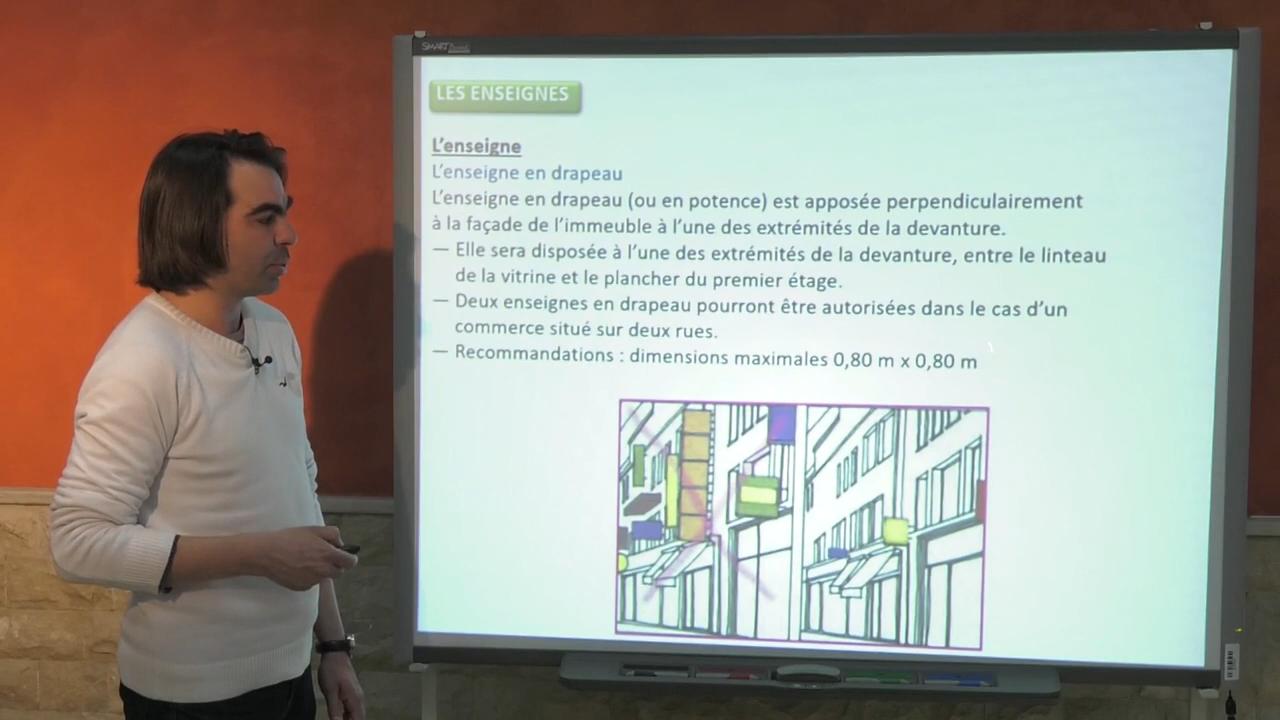 SMART
LES ENSEIGNES
L'enseigne
L'enseigne en drapeau
L'enseigne en drapeau (ou en potence) est apposée perpendiculairement
à la façade de l'immeuble à l'une des extrémités de la devanture.
— Elle sera disposée à l'une des extrémités de la devanture, entre le linteau
de la vitrine et le plancher du premier étage.
— Deux enseignes en drapeau pourront être autorisées dans le cas d'un
commerce situé sur deux rues.
— Recommandations : dimensions maximales 0,80 m x 0,80 m